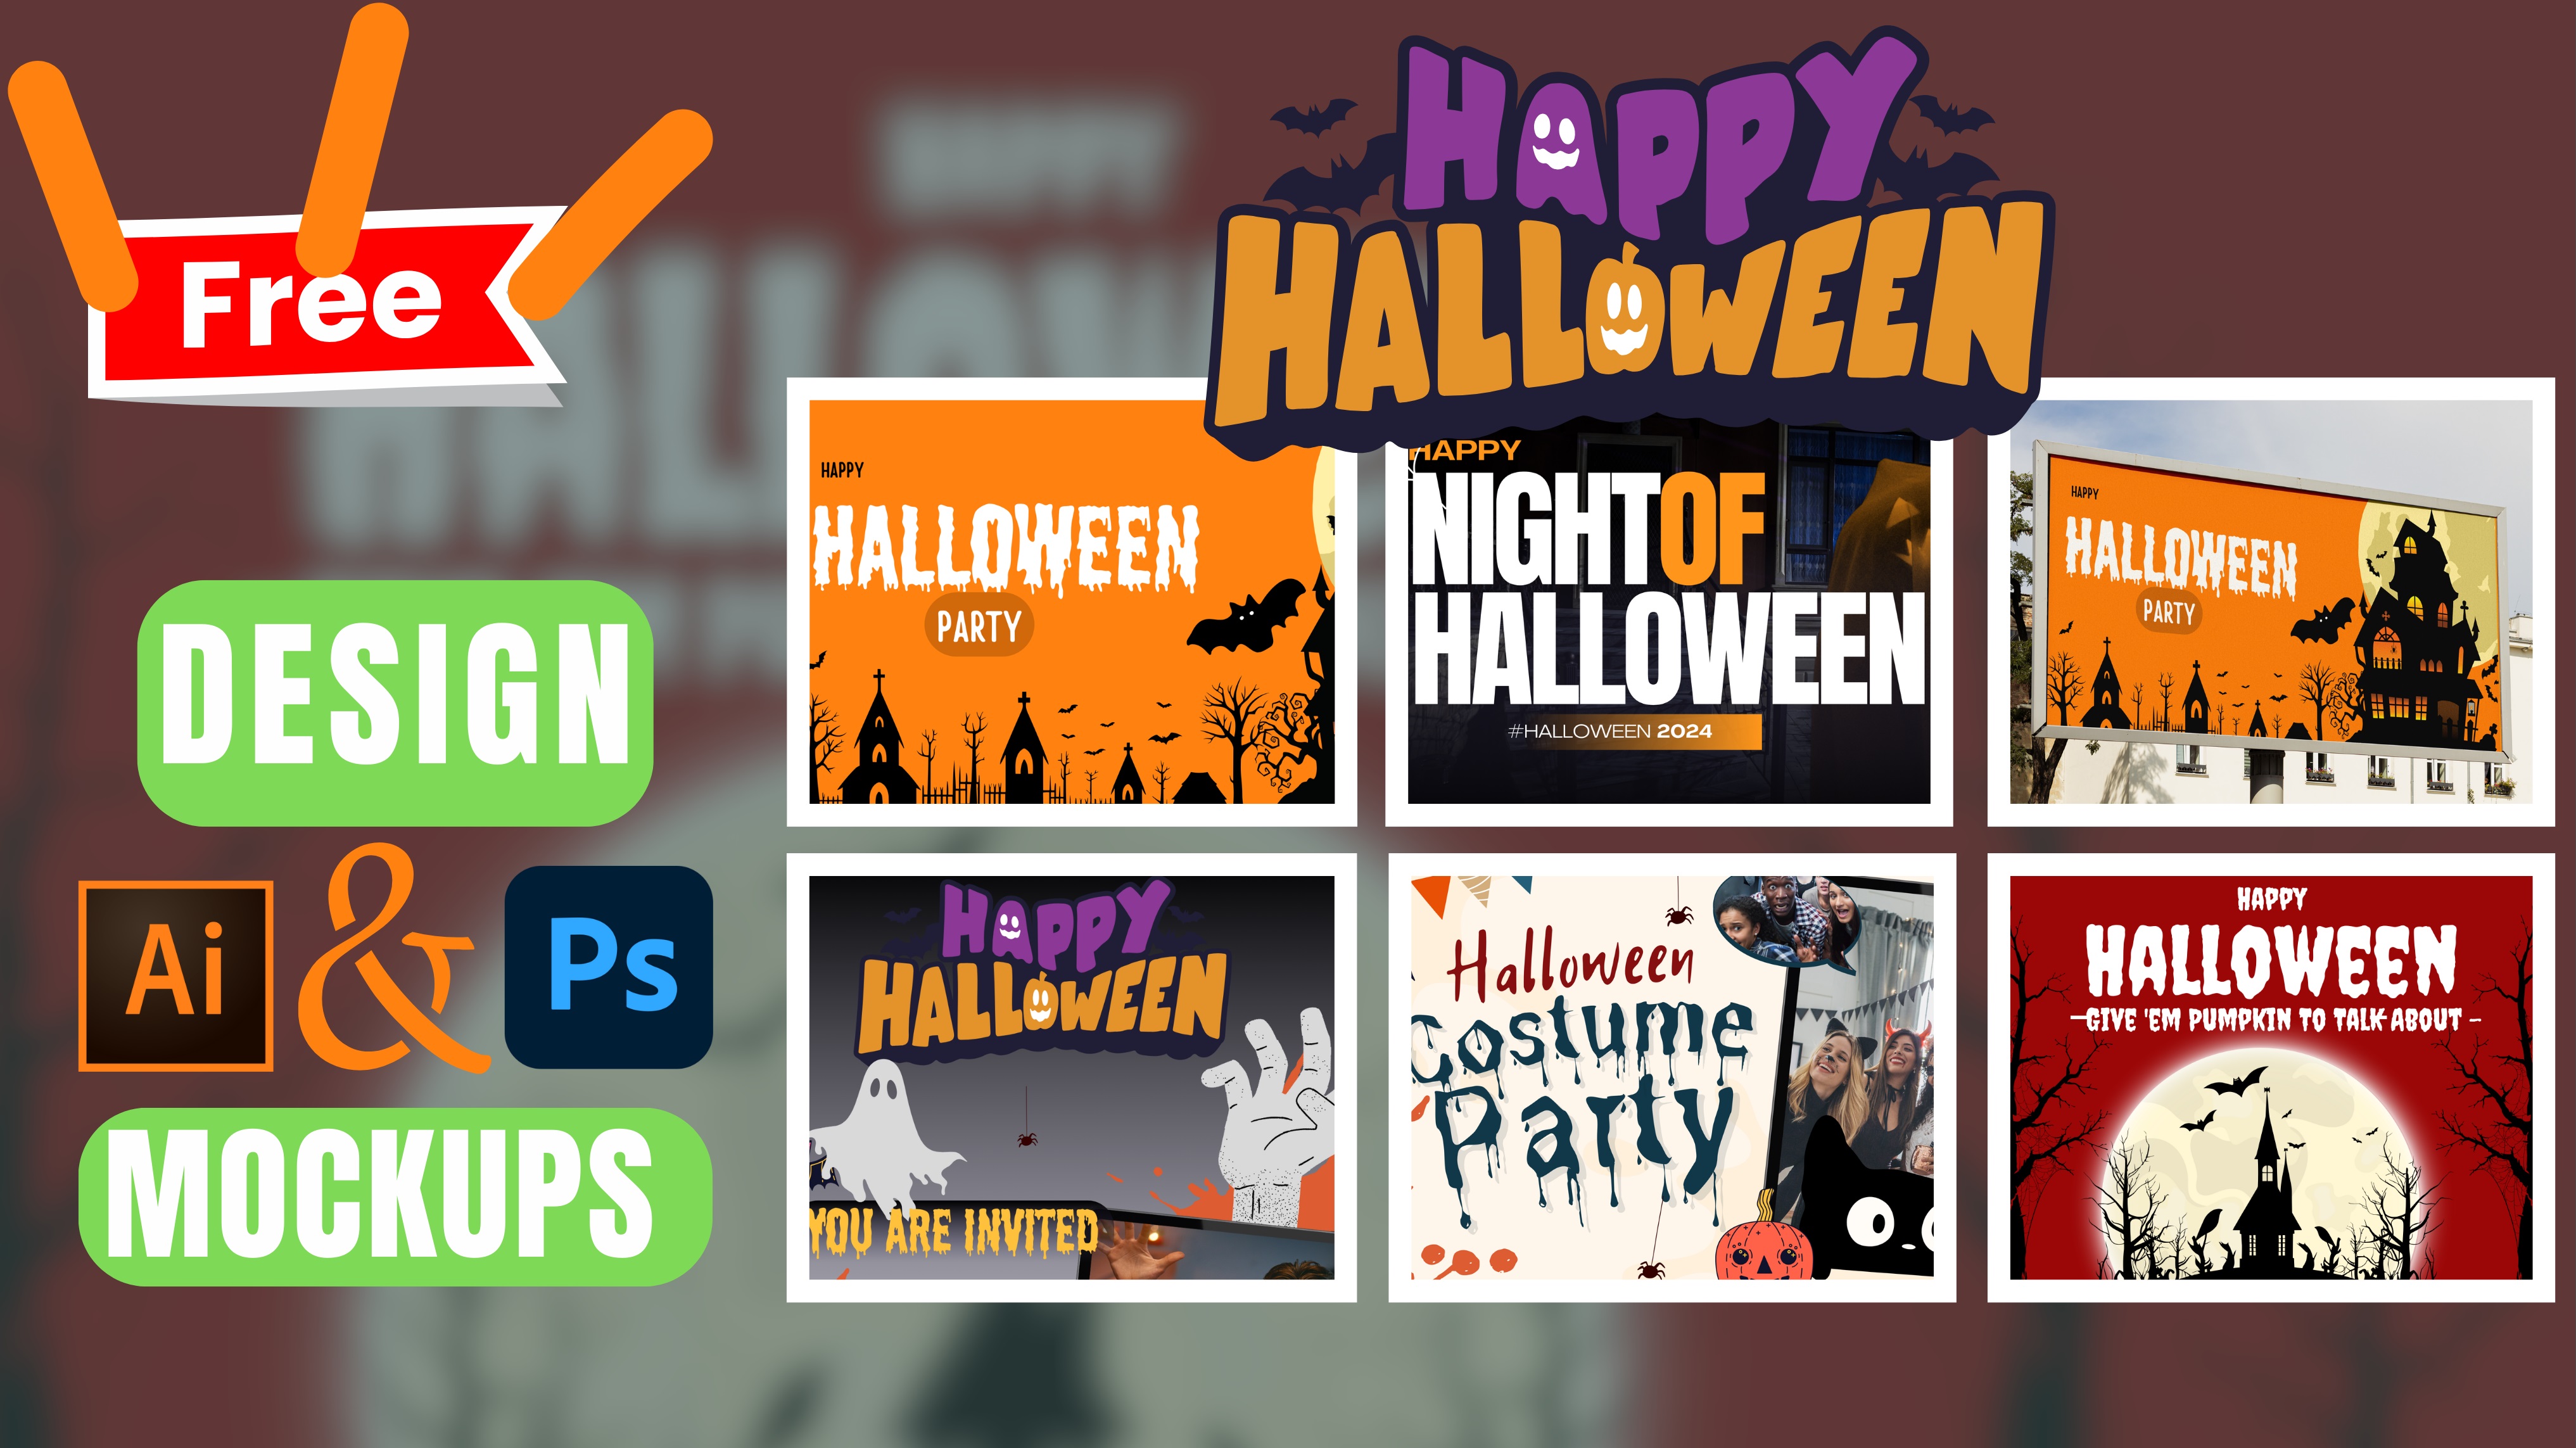 Free
DESIGN
Ai & Ps
MOCKUPS
HAPPY
HALLOWEEN
HAPPY
HALLOWEEN
PARTY
HAPPY
NIGHT OF
HALLOWEEN
#HALLOWEEN 2024
HAPPY
HALLOWEEN
PARTY
HAPPY
HALLOWEEN
YOU ARE INVITED
Halloween
Costume
Party
HAPPY
HALLOWEEN
-GIVE 'EM PUMPKIN TO TALK ABOUT -